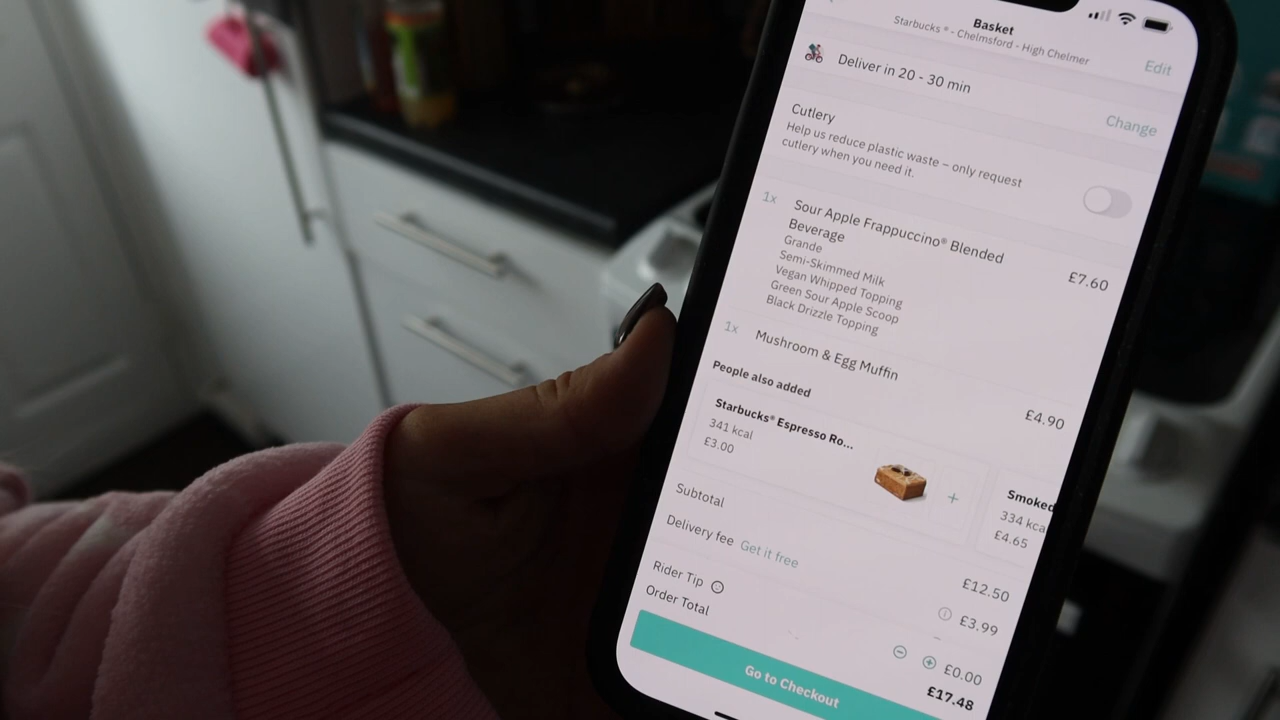 Basket
Starbucks ® - Chelmsford - High Chelmer
Edit
Deliver in 20 - 30 min
Change
Cutlery
Help us reduce plastic waste – only request
cutlery when you need it.
1x Sour Apple Frappuccino® Blended
Beverage
£7.60
Grande
Semi-Skimmed Milk
Vegan Whipped Topping
Green Sour Apple Scoop
Black Drizzle Topping
1x Mushroom & Egg Muffin
£4.90
People also added
Starbucks® Espresso Ro...
341 kcal
£3.00
+
Smoked
334 kca
£4.65
Subtotal £12.50
Delivery fee Get it free £3.99
Rider Tip £0.00
Order Total £17.48
Go to Checkout